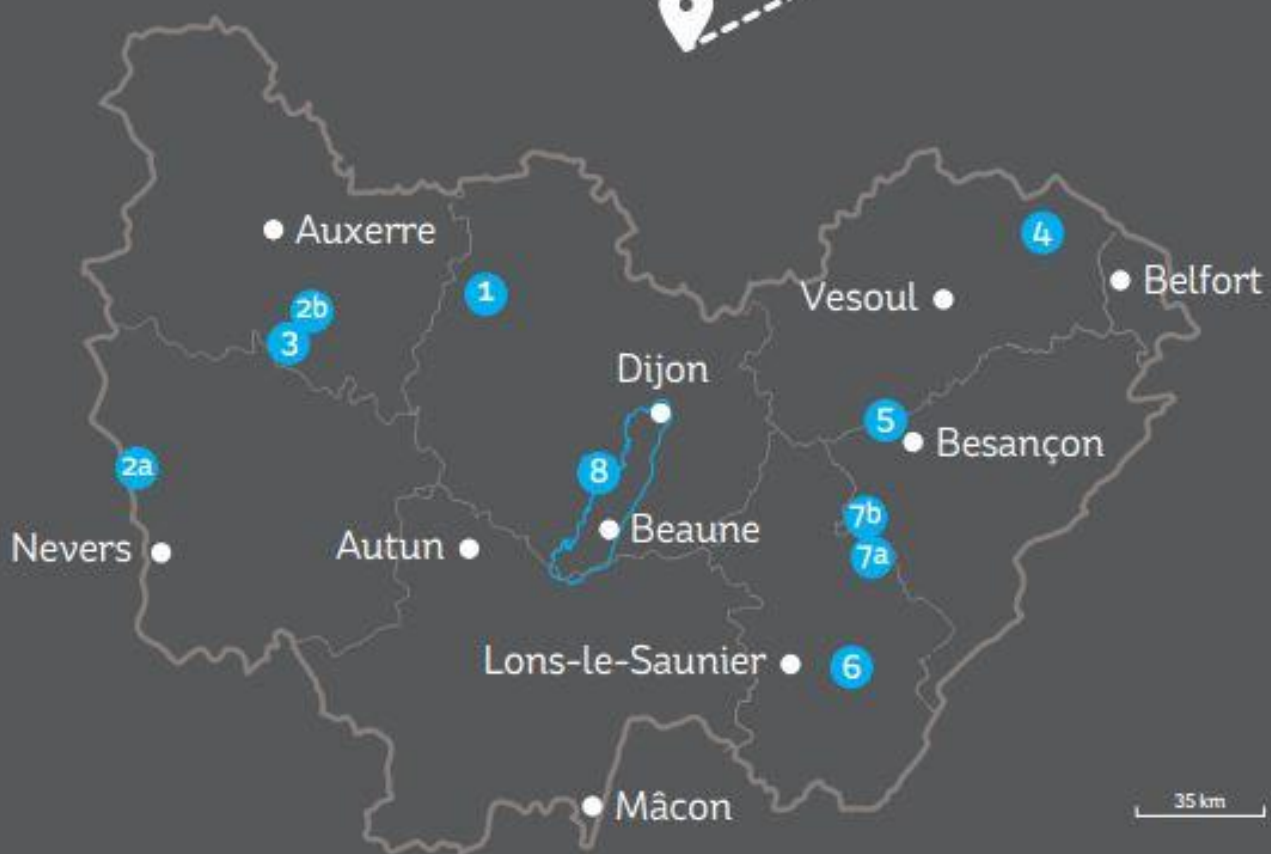 Auxerre
4
Belfort
1
Vesoul
2b
3
Dijon
5
Besançon
2a
8
7b
Beaune
Nevers
Autun
7a
Lons-le-Saunier
6
35 km
Mâcon